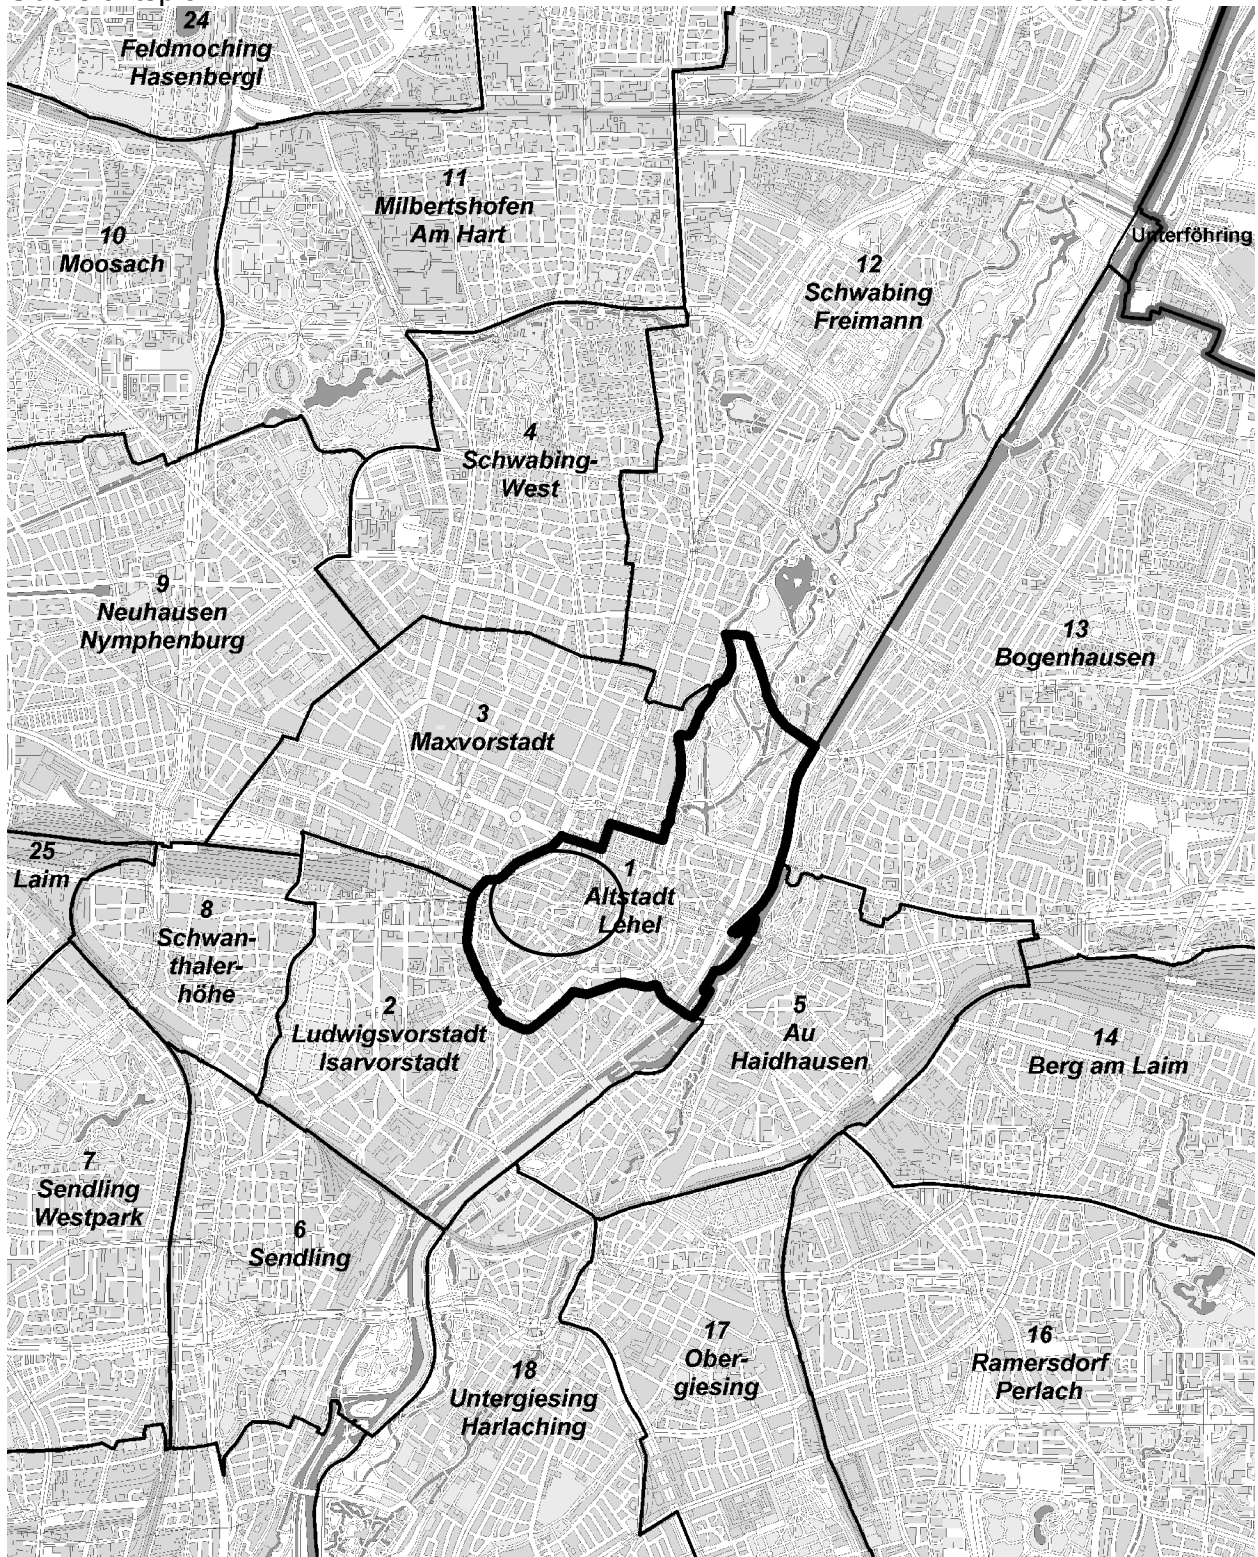 24
Feldmoching
Hasenbergl
11
Milbertshofen
Am Hart
10
Moosach
Unterföhring
12
Schwabing
Freimann
4
Schwabing-
West
9
Neuhausen
Nymphenburg
13
Bogenhausen
3
Maxvorstadt
25
Laim
1
Altstadt
Lehel
8
Schwan-
thaler-
höhe
2
Ludwigsvorstadt
Isarvorstadt
5
Au
Haidhausen
14
Berg am Laim
7
Sendling
Westpark
6
Sendling
17
Ober-
giesing
16
Ramersdorf
Perlach
18
Untergiesing
Harlaching